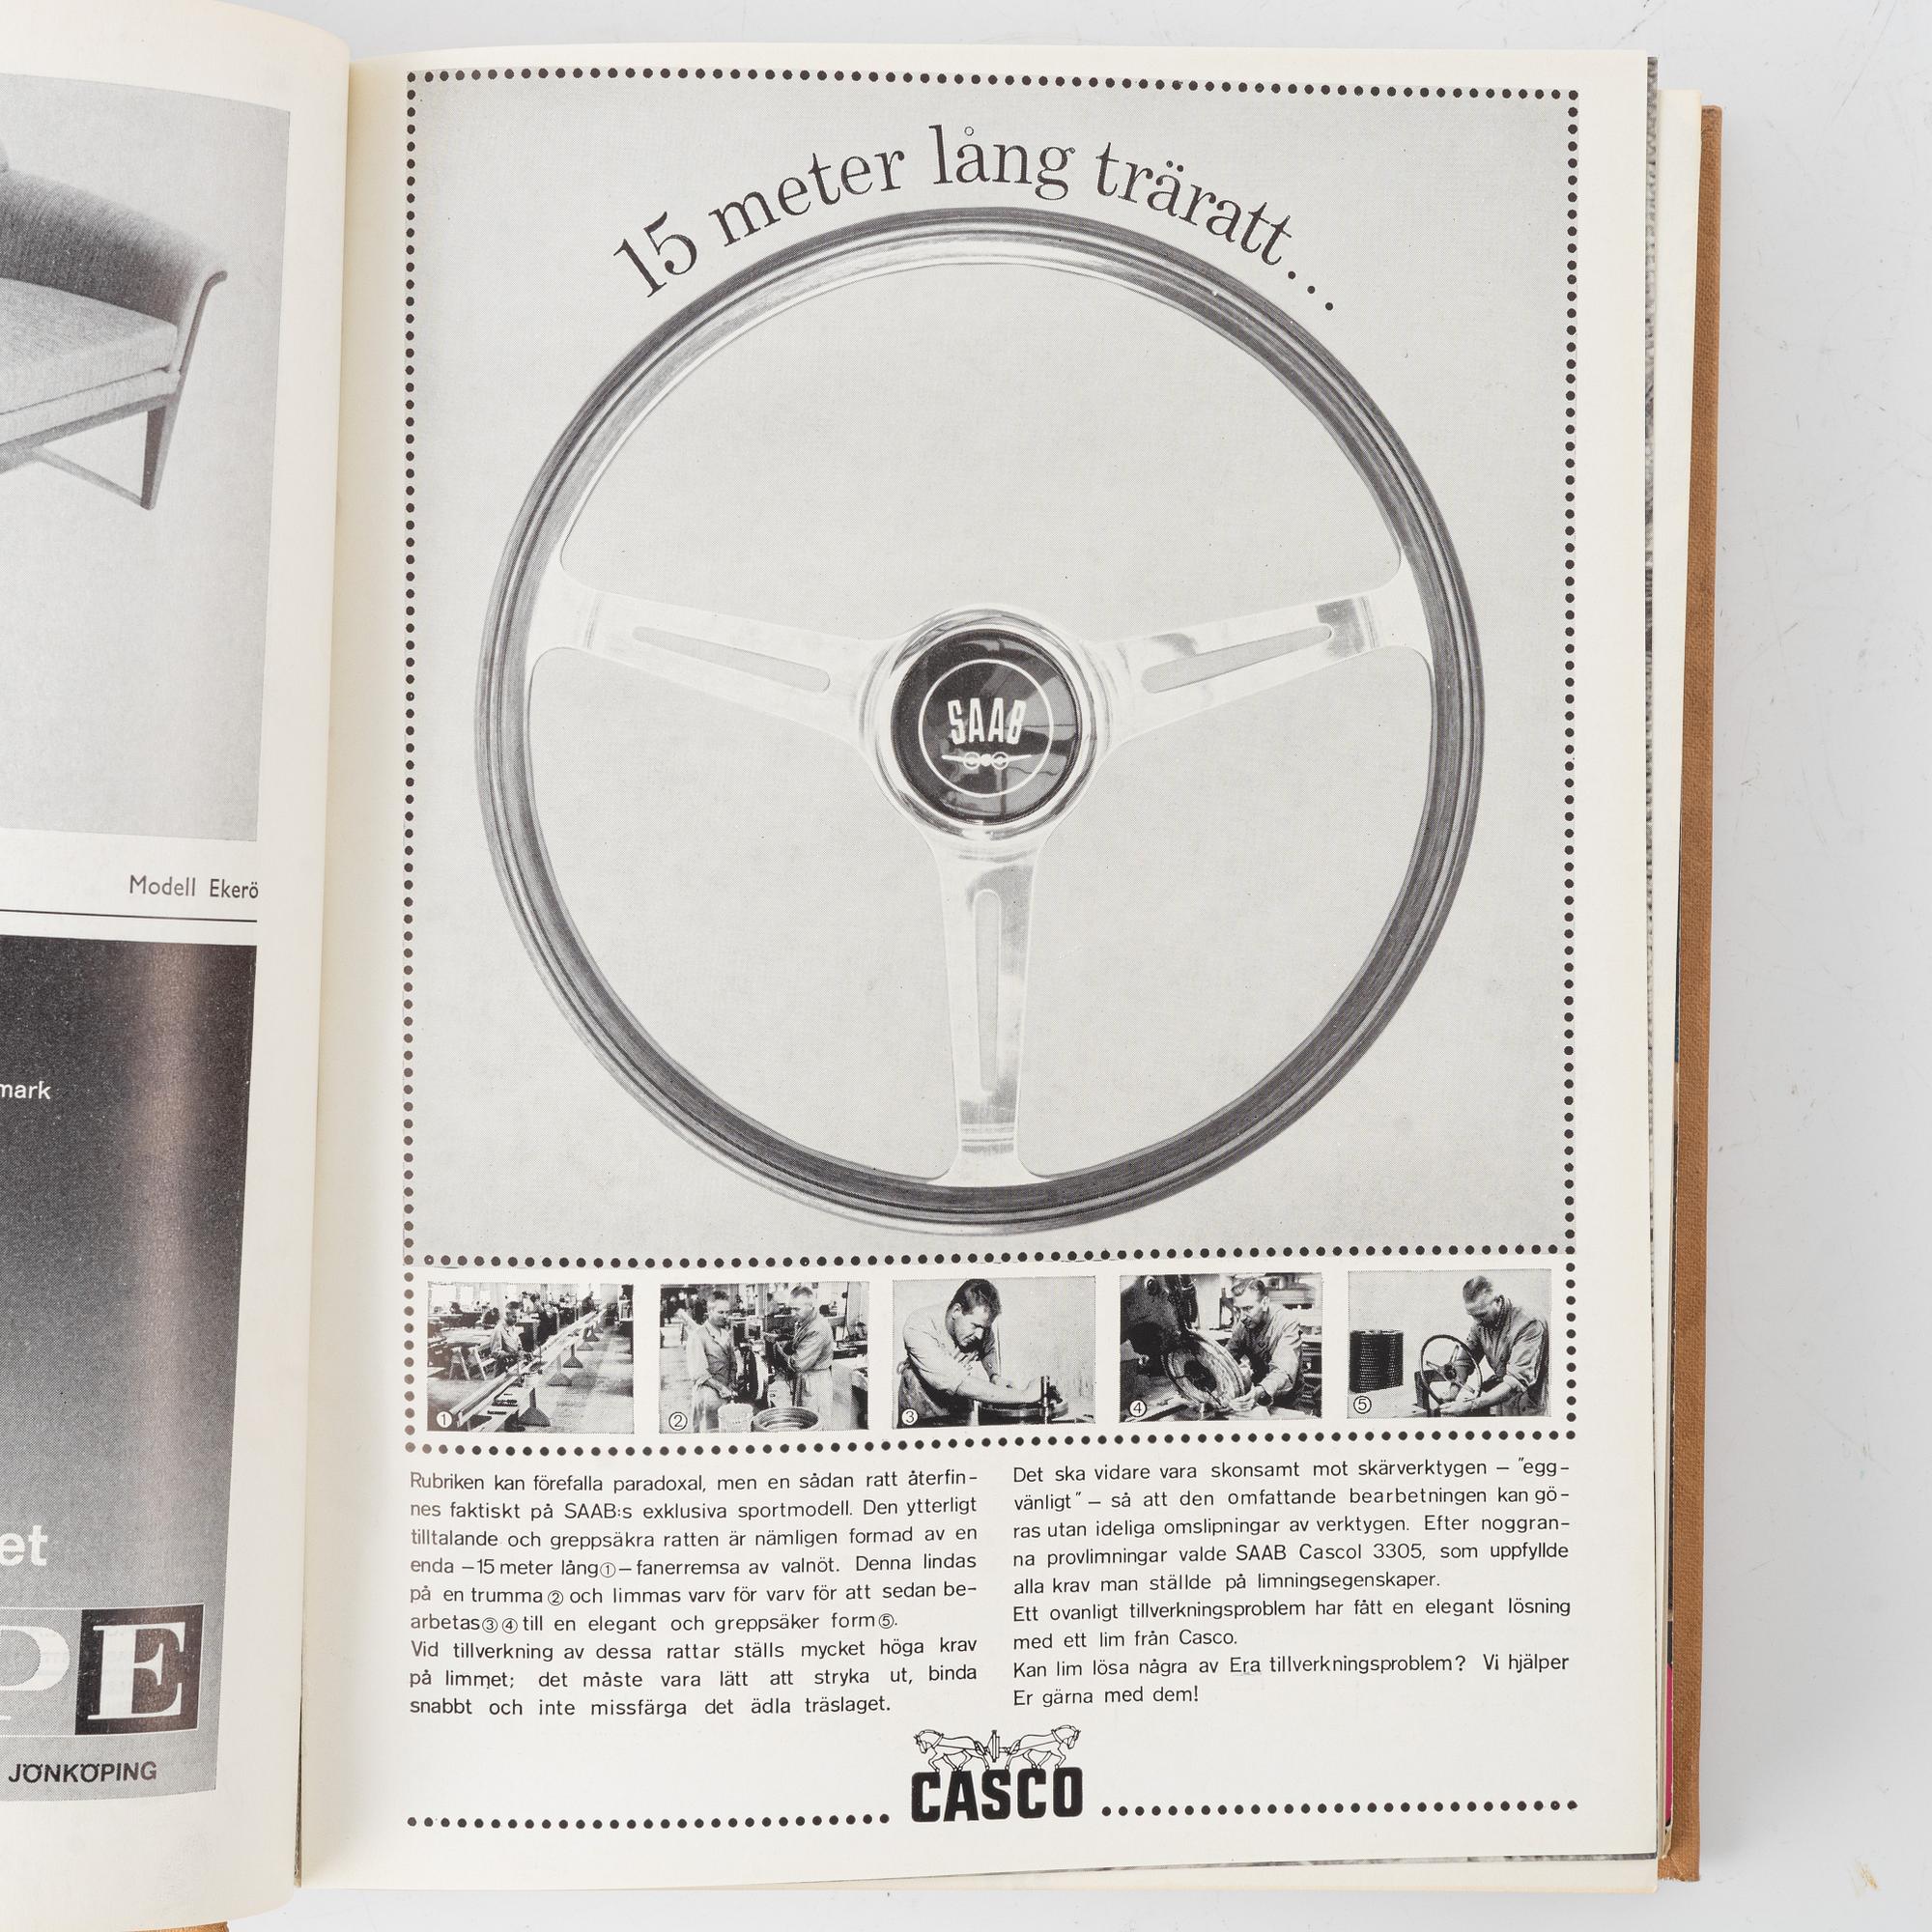 Modell Ekerö
mark
et
PE
JÖNKÖPING
15 meter lång träratt...
SAAB
① ② ③ ④ ⑤
Rubriken kan förefalla paradoxal, men en sådan ratt återfin-
nes faktiskt på SAAB:s exklusiva sportmodell. Den ytterligt
tilltalande och greppsäkra ratten är nämligen formad av en
enda –15 meter lång①– fanerremsa av valnöt. Denna lindas
på en trumma② och limmas varv för varv för att sedan be-
arbetas③④ till en elegant och greppsäker form⑤.
Vid tillverkning av dessa rattar ställs mycket höga krav
på limmet; det måste vara lätt att stryka ut, binda
snabbt och inte missfärga det ädla träslaget.
Det ska vidare vara skonsamt mot skärverktygen – "egg-
vänligt" – så att den omfattande bearbetningen kan gö-
ras utan ideliga omslipningar av verktygen. Efter noggran-
na provlimningar valde SAAB Cascol 3305, som uppfyllde
alla krav man ställde på limningsegenskaper.
Ett ovanligt tillverkningsproblem har fått en elegant lösning
med ett lim från Casco.
Kan lim lösa några av Era tillverkningsproblem? Vi hjälper
Er gärna med dem!
CASCO